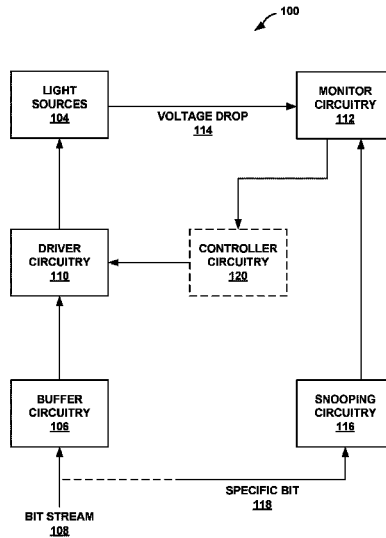 100
LIGHT
SOURCES
104
VOLTAGE DROP
114
MONITOR
CIRCUITRY
112
DRIVER
CIRCUITRY
110
CONTROLLER
CIRCUITRY
120
BUFFER
CIRCUITRY
106
SNOOPING
CIRCUITRY
116
SPECIFIC BIT
118
BIT STREAM
108